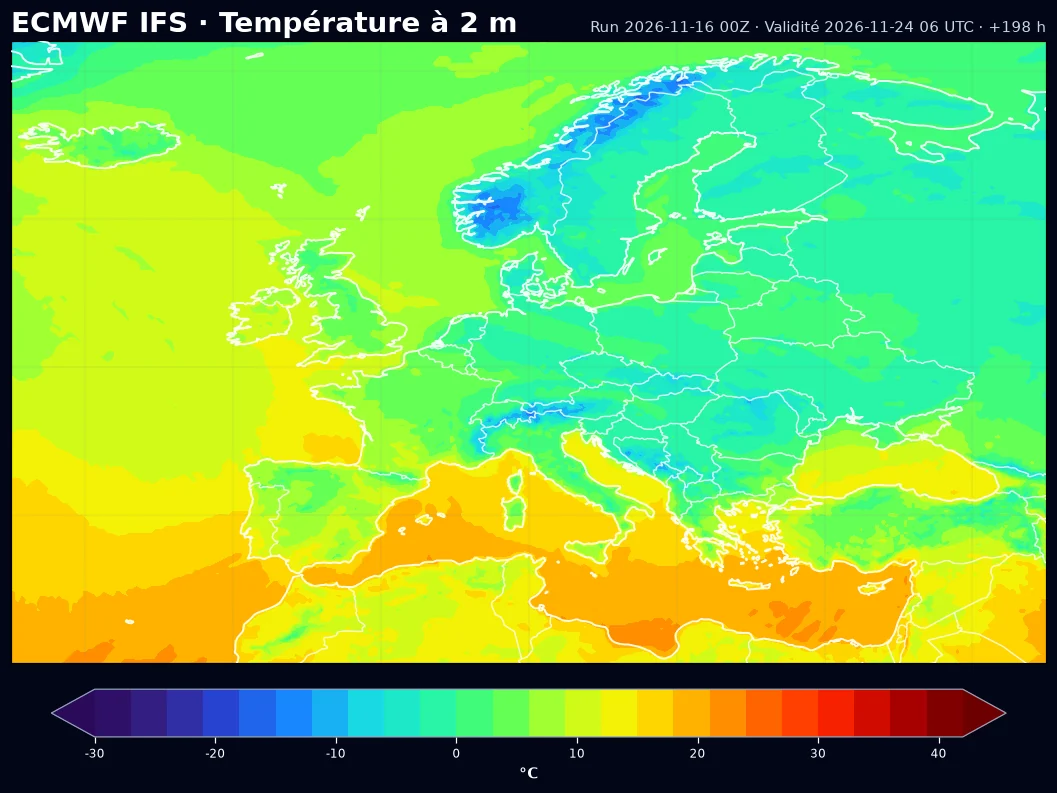 ECMWF IFS · Température à 2 m
Run 2026-11-16 00Z · Validité 2026-11-24 06 UTC · +198 h
-30 -20 -10 0 10 20 30 40
°C